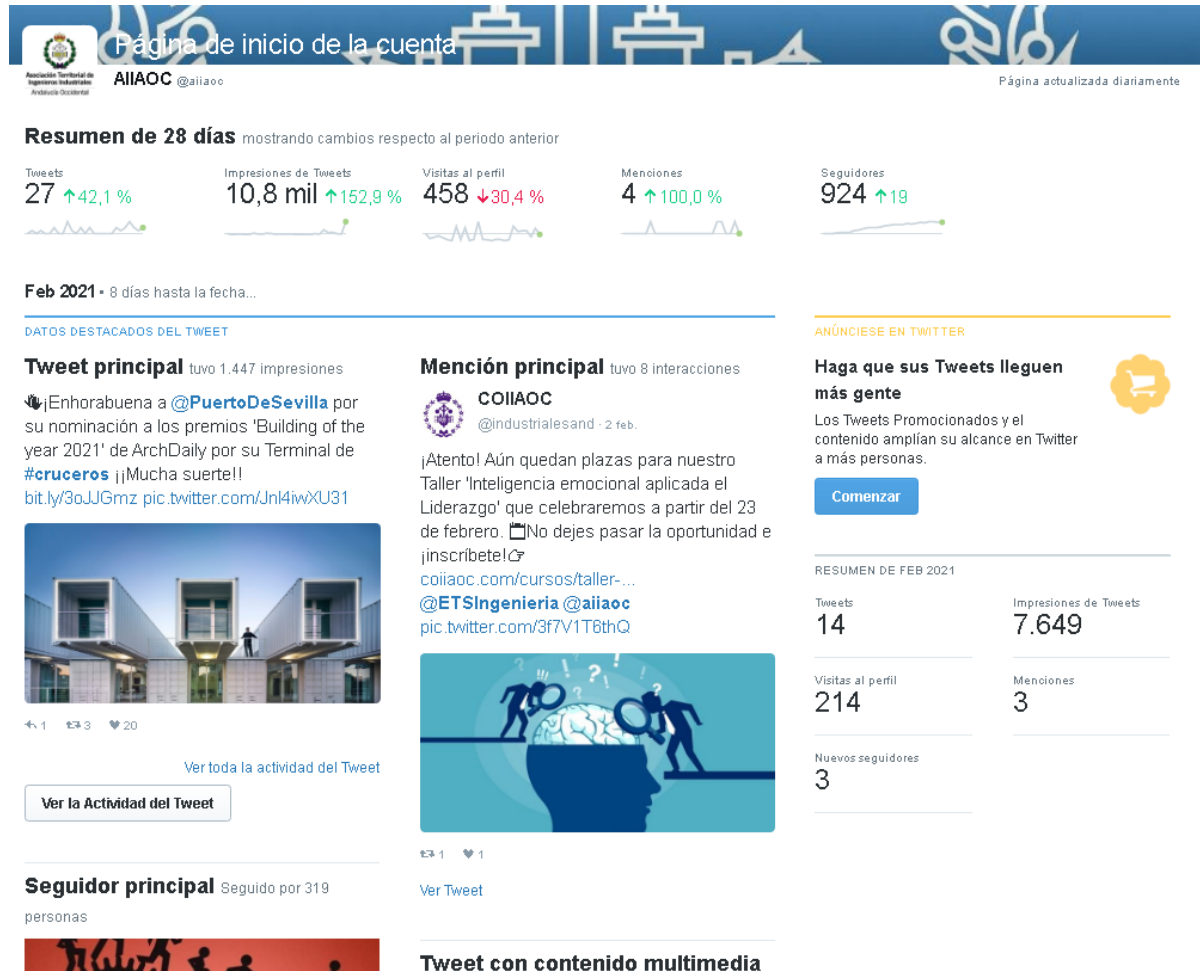 Página de inicio de la cuenta
Asociación Territorial de
Ingenieros Industriales
Andalucía Occidental
AIIAOC @aiiaoc
Página actualizada diariamente
Resumen de 28 días mostrando cambios respecto al periodo anterior
Tweets
27 ↑42,1 %
Impresiones de Tweets
10,8 mil ↑152,9 %
Visitas al perfil
458 ↓30,4 %
Menciones
4 ↑100,0 %
Seguidores
924 ↑19
Feb 2021 • 8 días hasta la fecha...
DATOS DESTACADOS DEL TWEET
Tweet principal tuvo 1.447 impresiones
👋¡Enhorabuena a @PuertoDeSevilla por
su nominación a los premios 'Building of the
year 2021' de ArchDaily por su Terminal de
#cruceros ¡¡Mucha suerte!!
bit.ly/3oJJGmz pic.twitter.com/Jnl4iwXU31
1 3 20
Ver toda la actividad del Tweet
Ver la Actividad del Tweet
Seguidor principal Seguido por 319
personas
Mención principal tuvo 8 interacciones
COIIAOC
@industrialesand · 2 feb.
¡Atento! Aún quedan plazas para nuestro
Taller 'Inteligencia emocional aplicada el
Liderazgo' que celebraremos a partir del 23
de febrero. No dejes pasar la oportunidad e
¡inscríbete!
coiiaoc.com/cursos/taller-...
@ETSIngenieria @aiiaoc
pic.twitter.com/3f7V1T6thQ
1 1
Ver Tweet
Tweet con contenido multimedia
ANÚNCIESE EN TWITTER
Haga que sus Tweets lleguen
más gente
Los Tweets Promocionados y el
contenido amplían su alcance en Twitter
a más personas.
Comenzar
RESUMEN DE FEB 2021
Tweets
14
Impresiones de Tweets
7.649
Visitas al perfil
214
Menciones
3
Nuevos seguidores
3